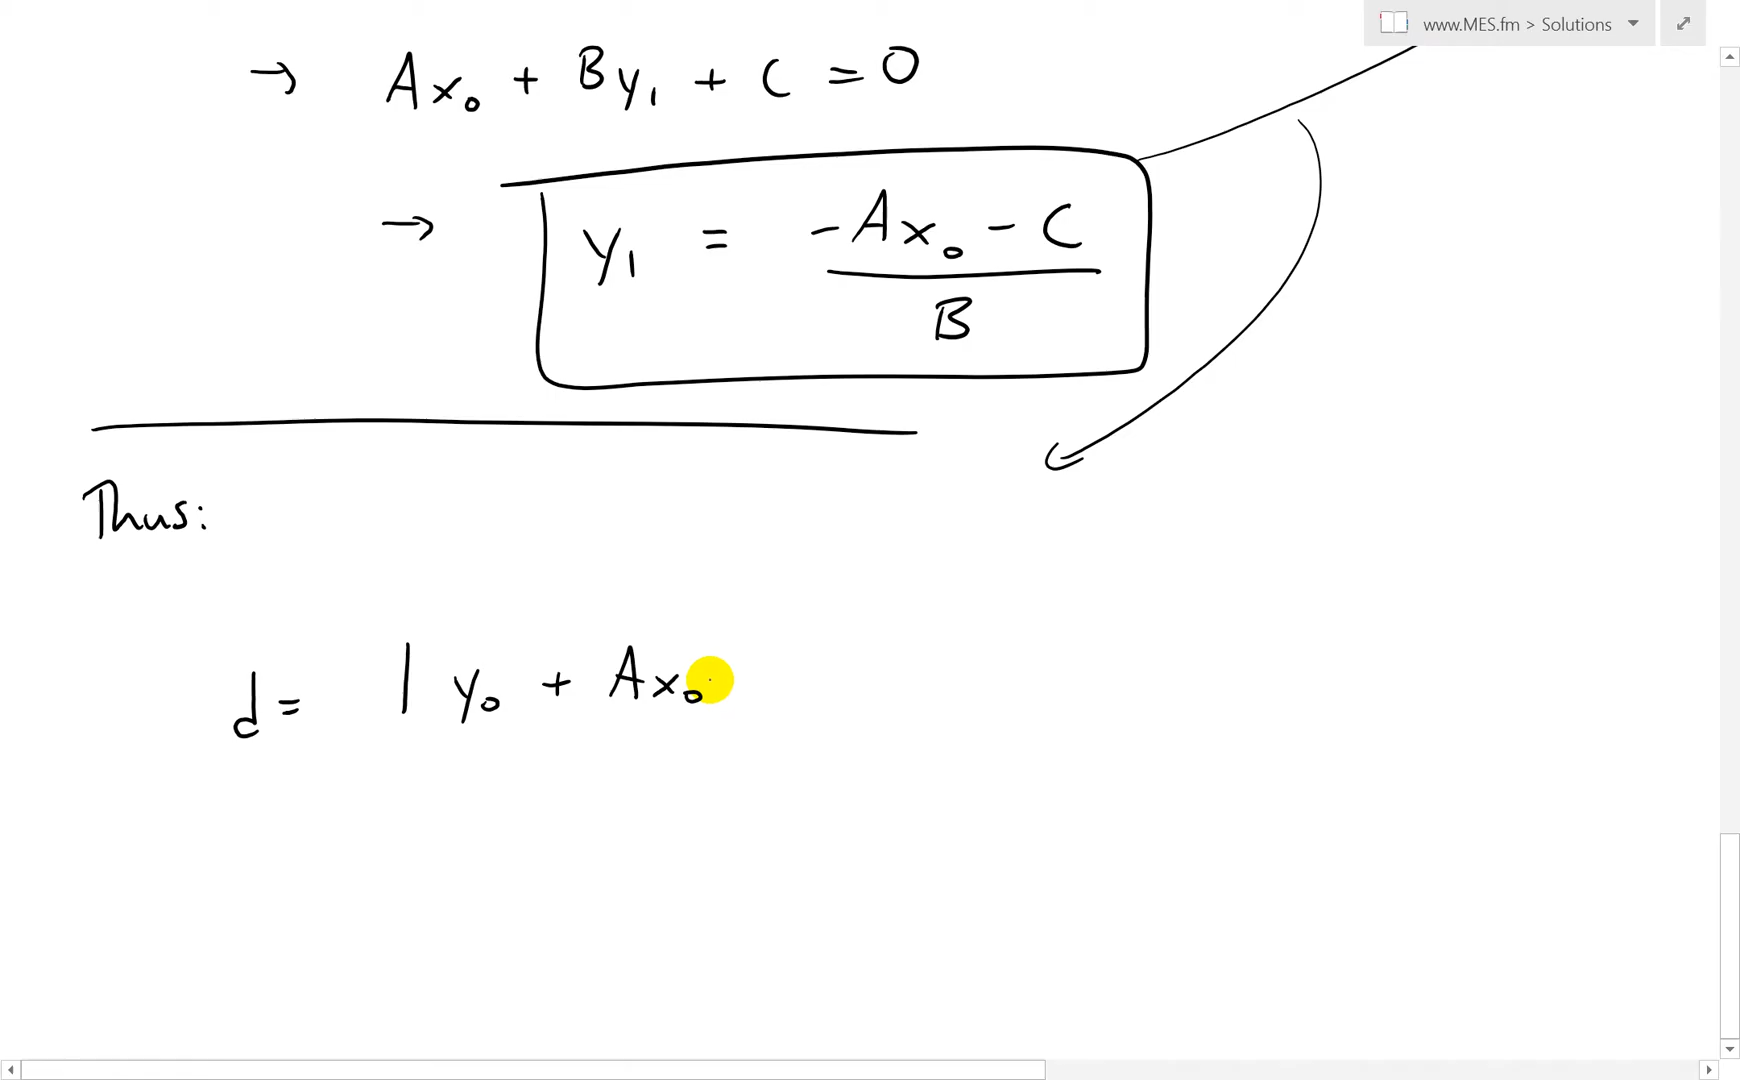 www.MES.fm > Solutions
→ Ax₀ + By₁ + C = 0
→ y₁ = -Ax₀ - C
B
Thus:
d = | y₀ + Ax₀